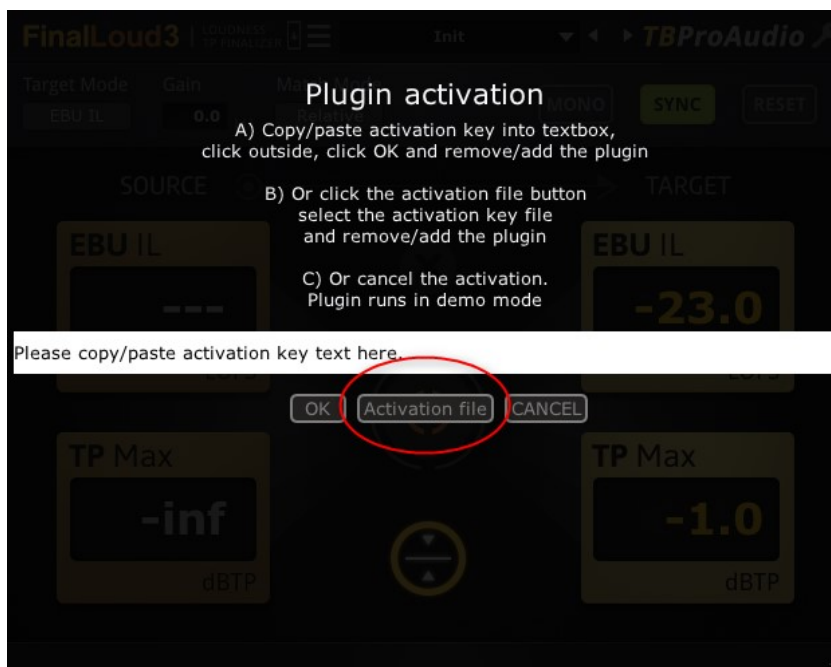 FinalLoud3 LOUDNESS TP FINALIZER Init TBProAudio
Target Mode Gain Match Mode
EBU IL 0.0 Relative MONO SYNC RESET
Plugin activation
A) Copy/paste activation key into textbox,
click outside, click OK and remove/add the plugin
SOURCE TARGET
B) Or click the activation file button
select the activation key file
and remove/add the plugin
EBU IL EBU IL
C) Or cancel the activation.
Plugin runs in demo mode
--- -23.0
Please copy/paste activation key text here.
OK Activation file CANCEL
TP Max TP Max
-inf -1.0
dBTP dBTP